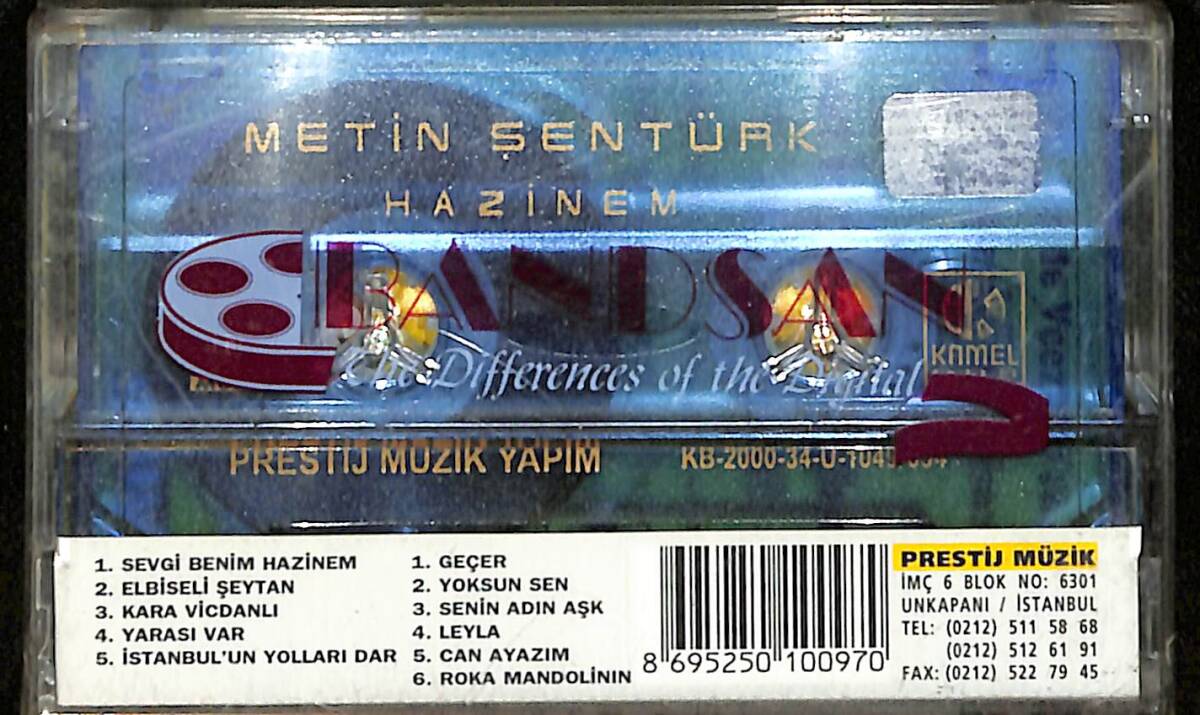 METİN ŞENTÜRK
HAZİNEM
BANDSAN
The Differences of the Digital
KAMEL
PRESTİJ MÜZİK YAPIM
KB-2000-34-U-
1. SEVGİ BENİM HAZİNEM
2. ELBİSELİ ŞEYTAN
3. KARA VİCDANLI
4. YARASI VAR
5. İSTANBUL'UN YOLLARI DAR
1. GEÇER
2. YOKSUN SEN
3. SENİN ADIN AŞK
4. LEYLA
5. CAN AYAZIM
6. ROKA MANDOLİNİN
8 695250 100970
PRESTİJ MÜZİK
İMÇ 6 BLOK NO: 6301
UNKAPANI / İSTANBUL
TEL: (0212) 511 58 68
(0212) 512 61 91
FAX: (0212) 522 79 45